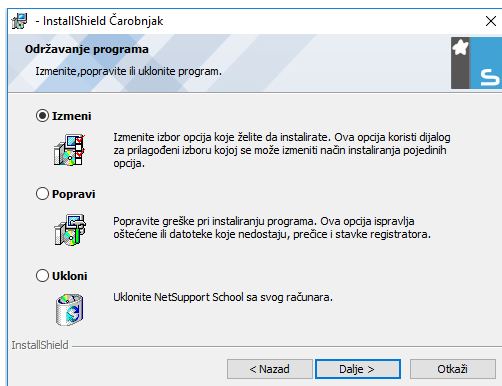 - InstallShield Čarobnjak
Održavanje programa
Izmenite,popravite ili uklonite program.
S
Izmeni
Izmenite izbor opcija koje želite da instalirate. Ova opcija koristi dijalog
za prilagođeni izboru kojoj se može izmeniti način instaliranja pojedinih
opcija.
Popravi
Popravite greške pri instaliranju programa. Ova opcija ispravlja
oštećene ili datoteke koje nedostaju, prečice i stavke registratora.
Ukloni
Uklonite NetSupport School sa svog računara.
InstallShield
< Nazad
Dalje >
Otkaži